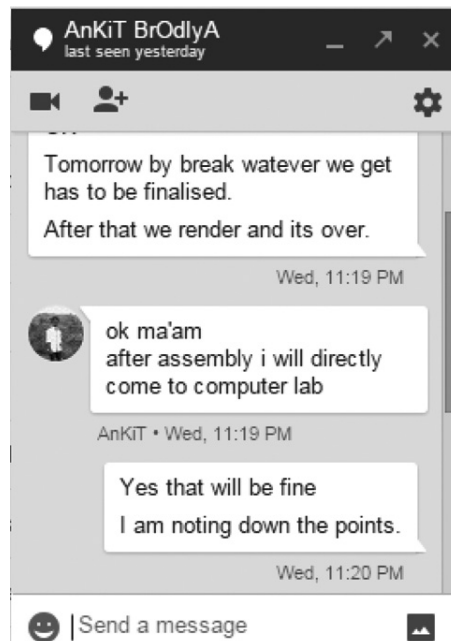 AnKiT BrOdlyA
last seen yesterday
Tomorrow by break watever we get
has to be finalised.
After that we render and its over.
Wed, 11:19 PM
ok ma'am
after assembly i will directly
come to computer lab
AnKiT • Wed, 11:19 PM
Yes that will be fine
I am noting down the points.
Wed, 11:20 PM
Send a message